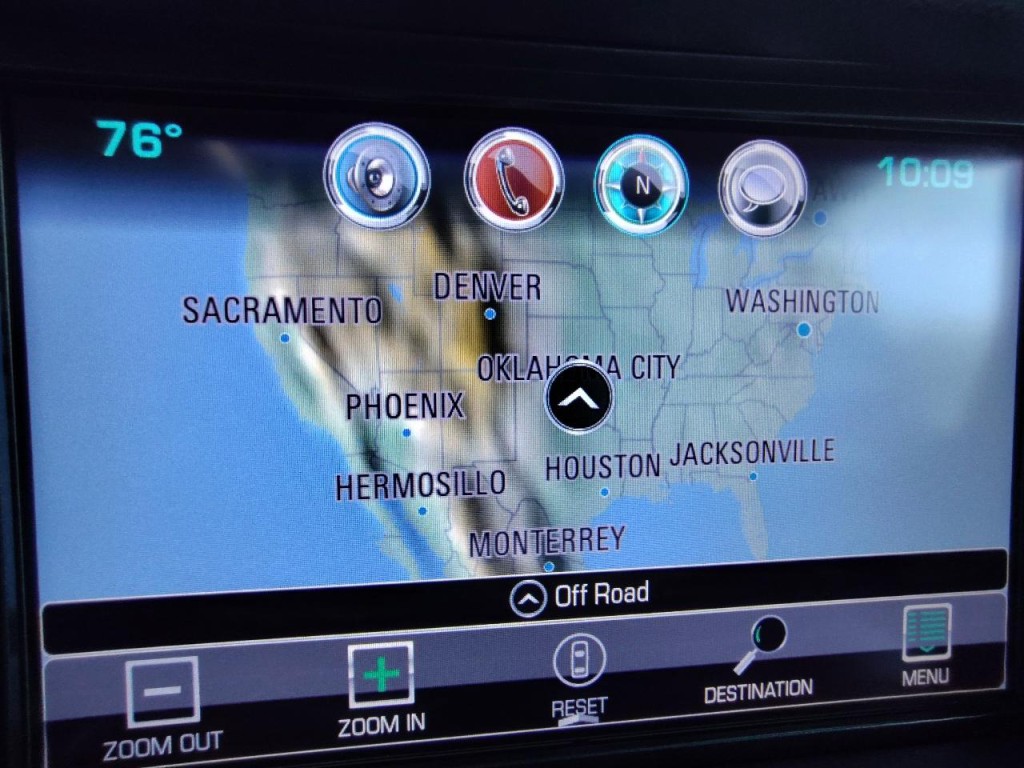 76°
N
10:09
SACRAMENTO
DENVER
WASHINGTON
OKLAHOMA CITY
PHOENIX
HOUSTON
JACKSONVILLE
HERMOSILLO
MONTERREY
Off Road
ZOOM OUT
ZOOM IN
RESET
DESTINATION
MENU